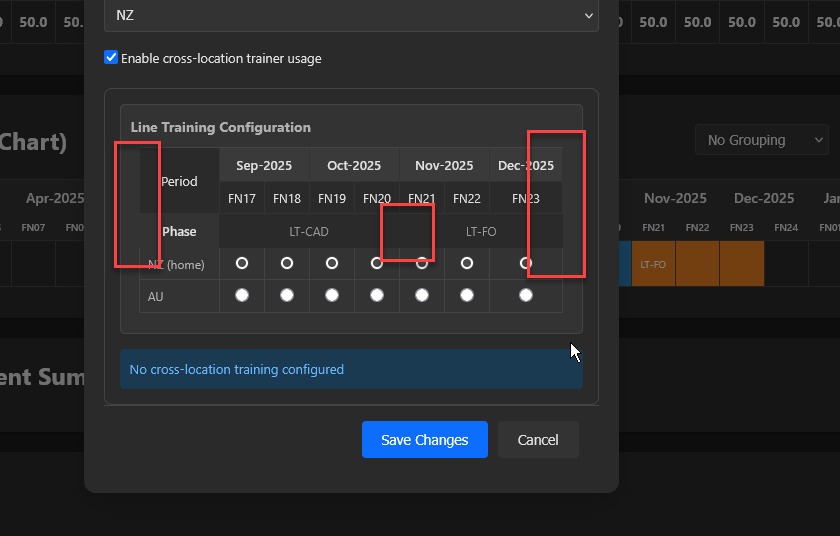 50.0 50.0 50.0 50.0 50.0 50.0 50.0
NZ
Enable cross-location trainer usage
Chart)
No Grouping
Line Training Configuration
Period
Sep-2025 Oct-2025 Nov-2025 Dec-2025
FN17 FN18 FN19 FN20 FN21 FN22 FN23
Phase LT-CAD LT-FO
NZ (home)
AU
Apr-2025 Nov-2025 Dec-2025 Jan
FN07 FN0 FN21 FN22 FN23 FN24 FN01
LT-FO
No cross-location training configured
ent Sum
Save Changes Cancel